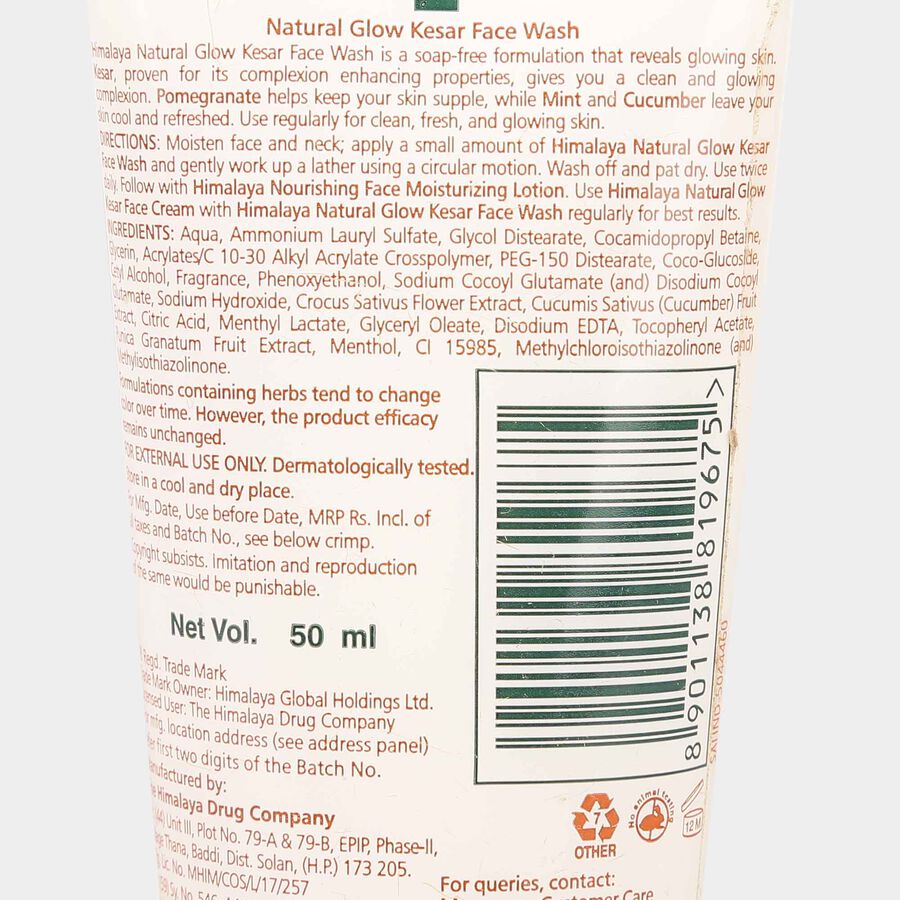 Natural Glow Kesar Face Wash
Himalaya Natural Glow Kesar Face Wash is a soap-free formulation that reveals glowing skin.
Kesar, proven for its complexion enhancing properties, gives you a clean and glowing
complexion. Pomegranate helps keep your skin supple, while Mint and Cucumber leave your
skin cool and refreshed. Use regularly for clean, fresh, and glowing skin.
DIRECTIONS: Moisten face and neck; apply a small amount of Himalaya Natural Glow Kesar
Face Wash and gently work up a lather using a circular motion. Wash off and pat dry. Use twice
daily. Follow with Himalaya Nourishing Face Moisturizing Lotion. Use Himalaya Natural Glow
Kesar Face Cream with Himalaya Natural Glow Kesar Face Wash regularly for best results.
INGREDIENTS: Aqua, Ammonium Lauryl Sulfate, Glycol Distearate, Cocamidopropyl Betaine,
Glycerin, Acrylates/C 10-30 Alkyl Acrylate Crosspolymer, PEG-150 Distearate, Coco-Glucoside,
Cetyl Alcohol, Fragrance, Phenoxyethanol, Sodium Cocoyl Glutamate (and) Disodium Cocoyl
Glutamate, Sodium Hydroxide, Crocus Sativus Flower Extract, Cucumis Sativus (Cucumber) Fruit
Extract, Citric Acid, Menthyl Lactate, Glyceryl Oleate, Disodium EDTA, Tocopheryl Acetate,
Punica Granatum Fruit Extract, Menthol, CI 15985, Methylchloroisothiazolinone (and)
Methylisothiazolinone.
Formulations containing herbs tend to change
color over time. However, the product efficacy
remains unchanged.
FOR EXTERNAL USE ONLY. Dermatologically tested.
Store in a cool and dry place.
For Mfg. Date, Use before Date, MRP Rs. Incl. of
all taxes and Batch No., see below crimp.
Copyright subsists. Imitation and reproduction
of the same would be punishable.
Net Vol. 50 ml
8 901138 819675 >
SAUIND35044460
Regd. Trade Mark
Trade Mark Owner: Himalaya Global Holdings Ltd.
Licensed User: The Himalaya Drug Company
For mfg. location address (see address panel)
refer first two digits of the Batch No.
Manufactured by:
The Himalaya Drug Company
Unit III, Plot No. 79-A & 79-B, EPIP, Phase-II,
Thana, Baddi, Dist. Solan, (H.P.) 173 205.
Lic. No. MHIM/COS/L/17/257
7
OTHER
No animal testing
12 M
For queries, contact:
Customer Care